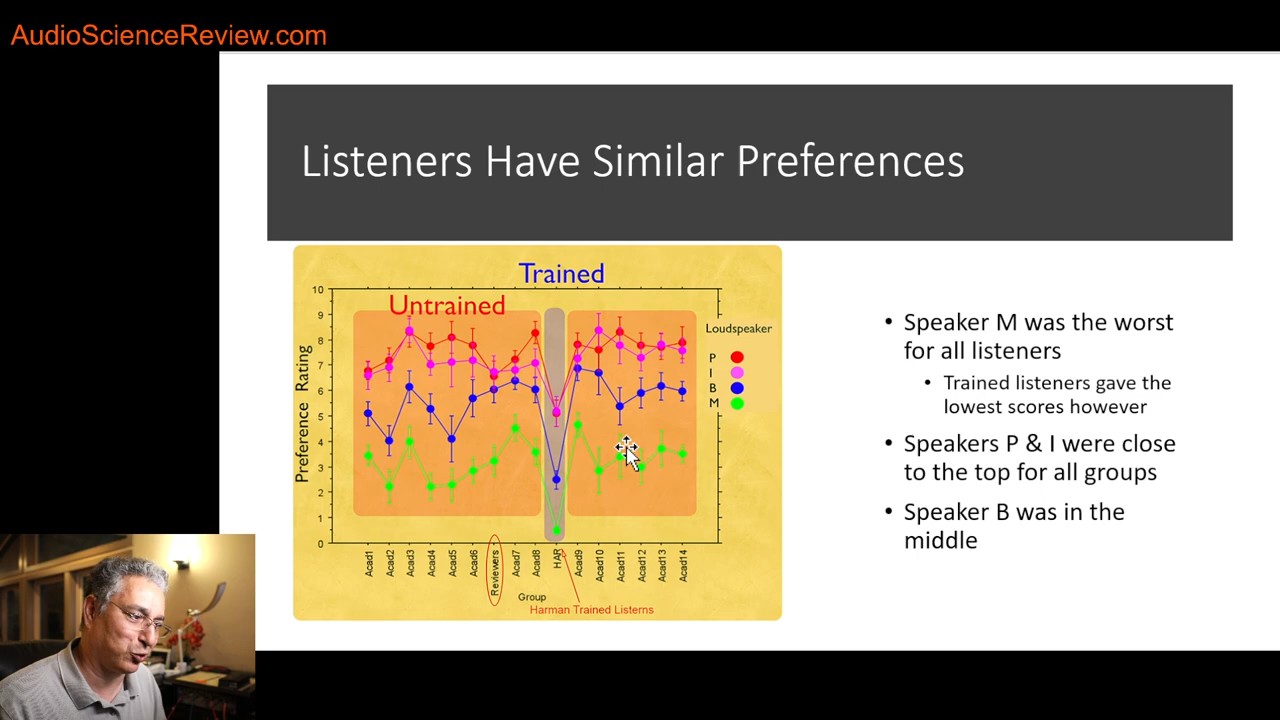 AudioScienceReview.com
Listeners Have Similar Preferences
Trained
Untrained
10
9
8
7
6
5
4
3
2
1
0
Preference Rating
Loudspeaker
P
I
B
M
Acad1
Acad2
Acad3
Acad4
Acad5
Acad6
Reviewers
Acad7
Acad8
HAR
Acad9
Acad10
Acad11
Acad12
Acad13
Acad14
Group
Harman Trained Listerns
• Speaker M was the worst
for all listeners
• Trained listeners gave the
lowest scores however
• Speakers P & I were close
to the top for all groups
• Speaker B was in the
middle